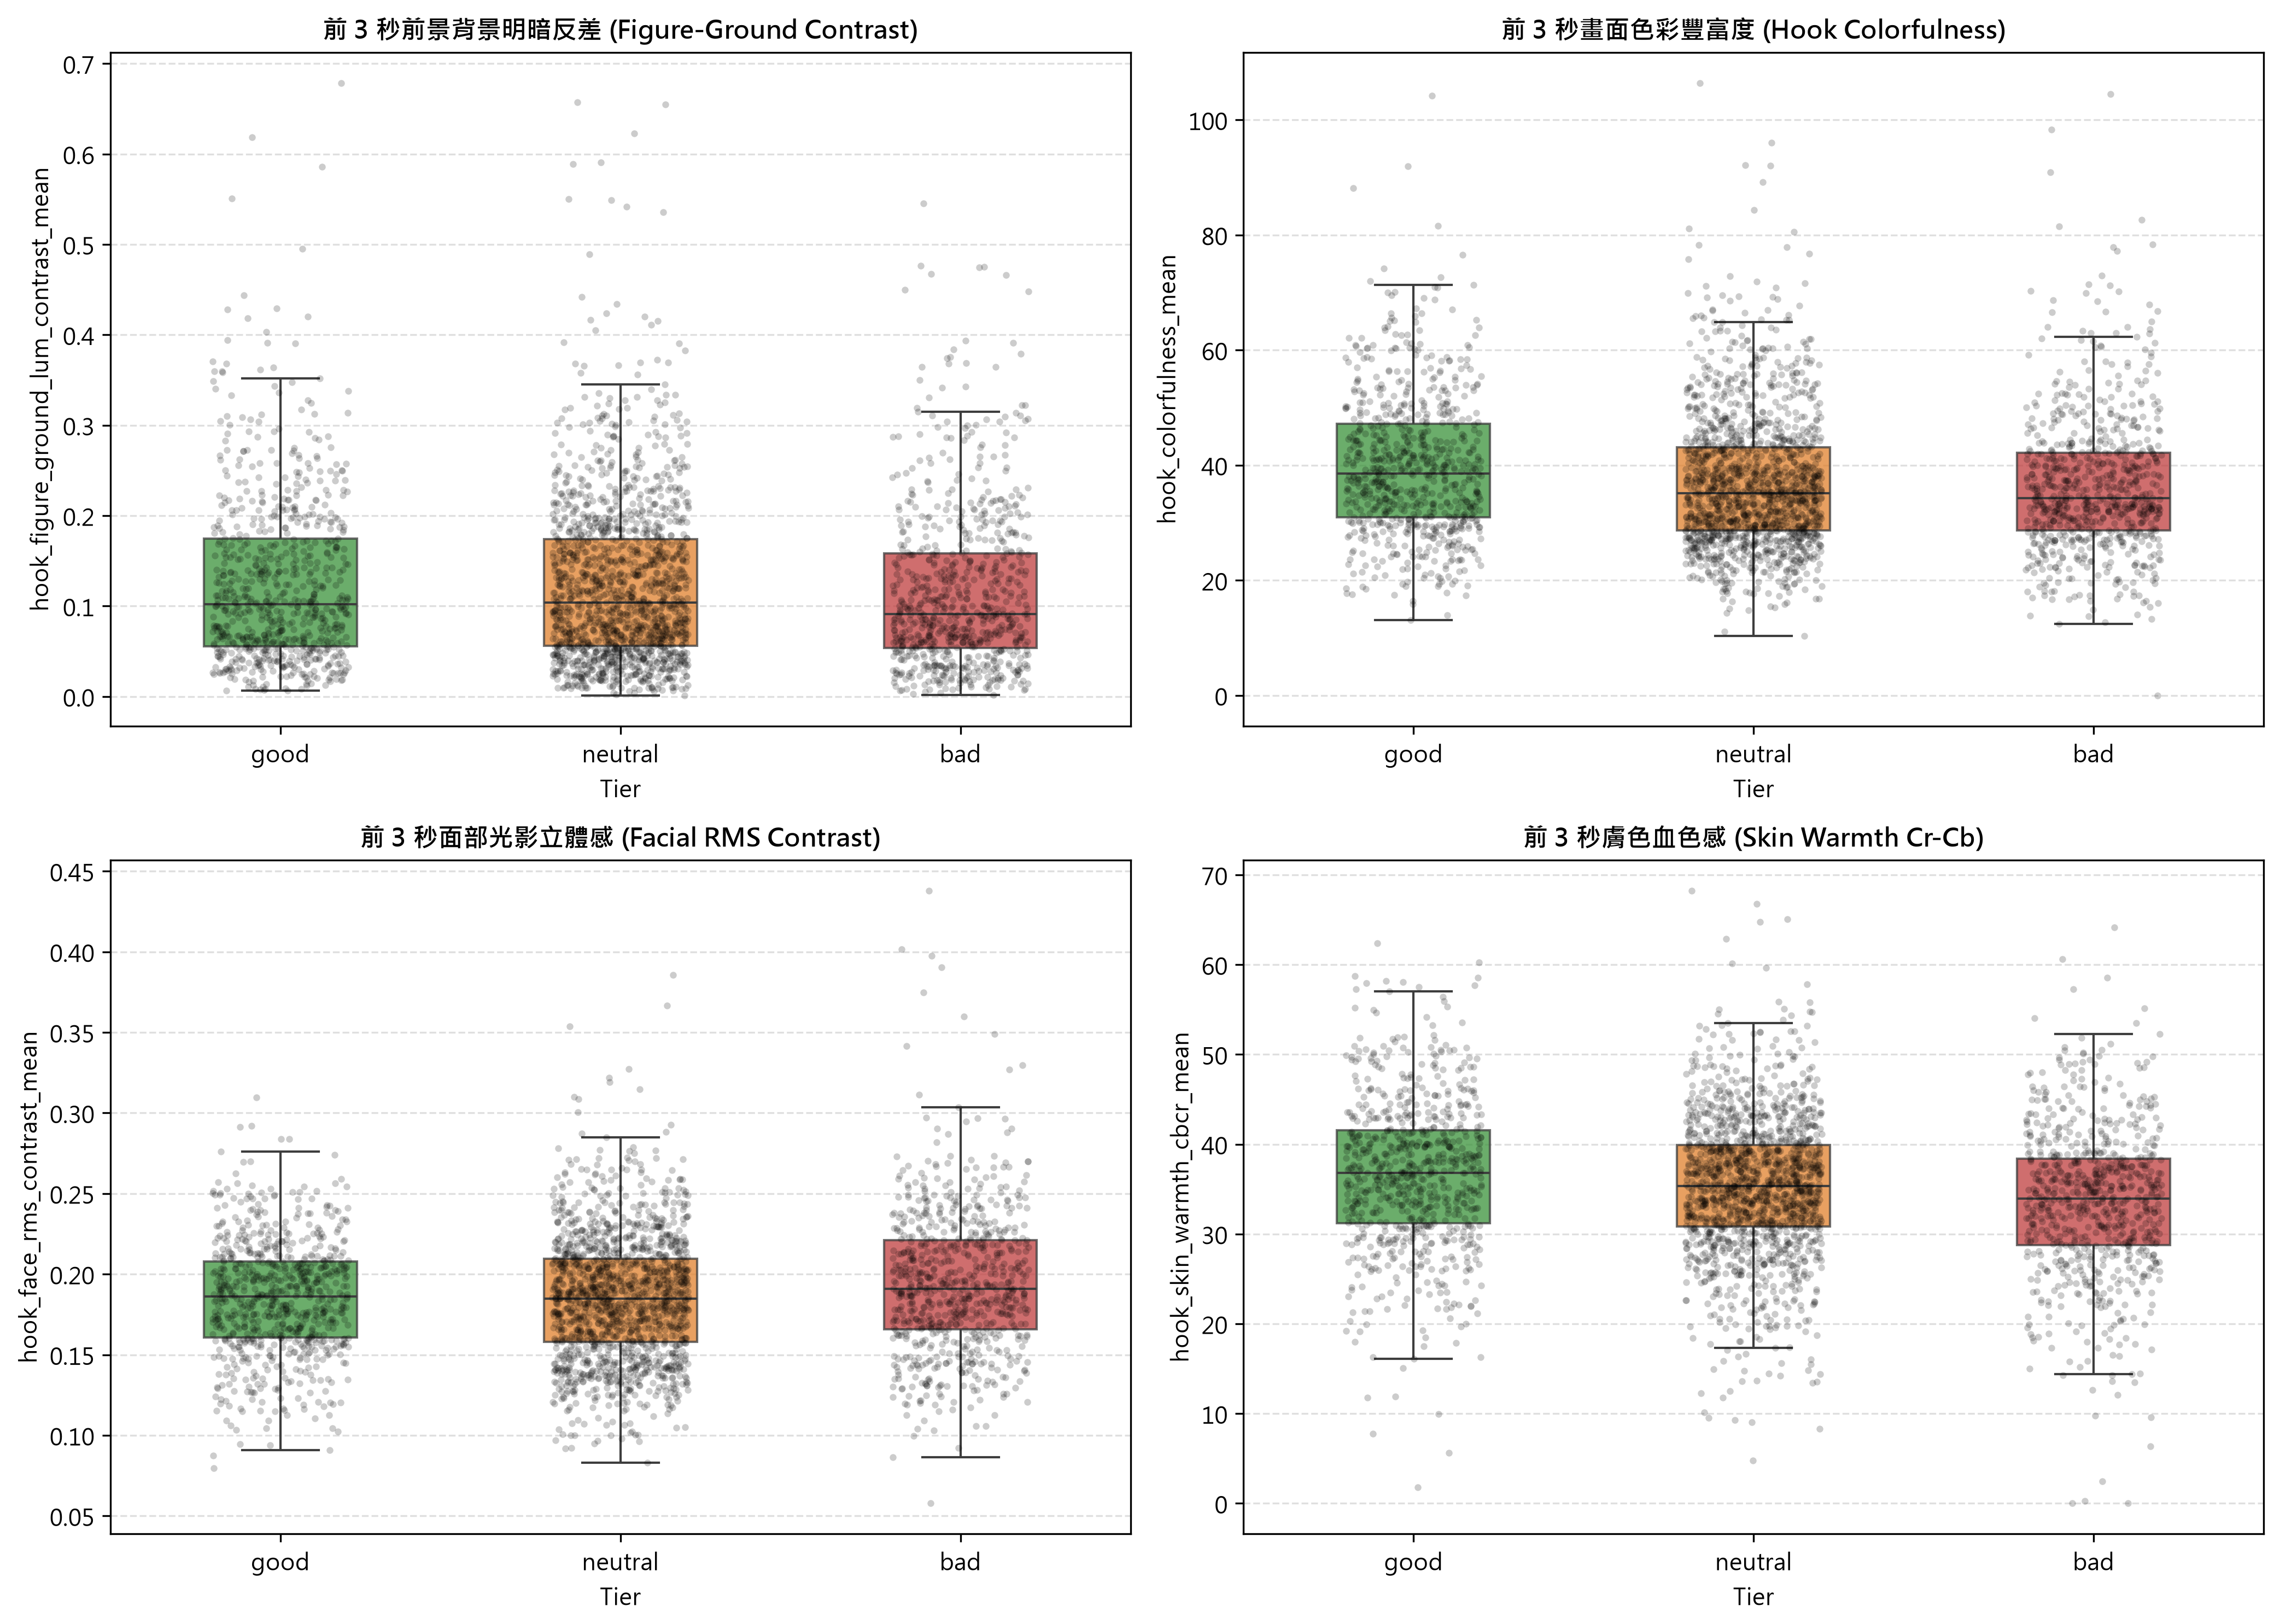 前 3 秒前景背景明暗反差 (Figure-Ground Contrast)
hook_figure_ground_lum_contrast_mean
0.7
0.6
0.5
0.4
0.3
0.2
0.1
0.0
good neutral bad
Tier
前 3 秒畫面色彩豐富度 (Hook Colorfulness)
hook_colorfulness_mean
100
80
60
40
20
0
good neutral bad
Tier
前 3 秒面部光影立體感 (Facial RMS Contrast)
hook_face_rms_contrast_mean
0.45
0.40
0.35
0.30
0.25
0.20
0.15
0.10
0.05
good neutral bad
Tier
前 3 秒膚色血色感 (Skin Warmth Cr-Cb)
hook_skin_warmth_cbcr_mean
70
60
50
40
30
20
10
0
good neutral bad
Tier